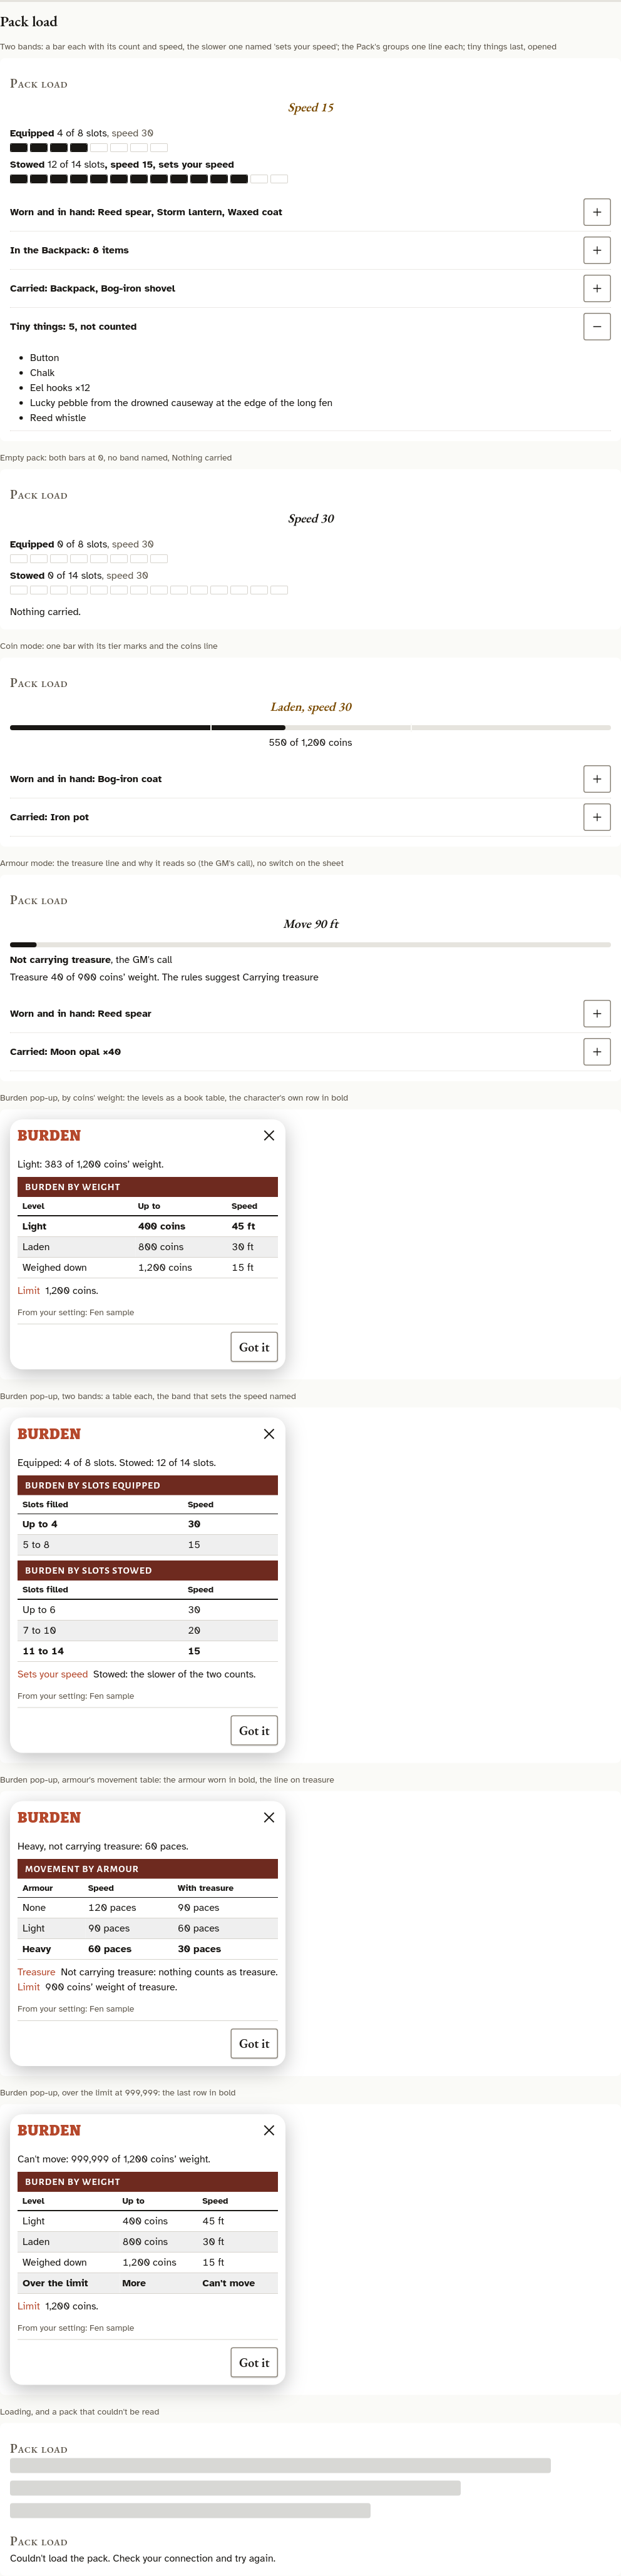 Pack load
Two bands: a bar each with its count and speed, the slower one named 'sets your speed'; the Pack's groups one line each; tiny things last, opened
Pack load
Speed 15
Equipped 4 of 8 slots, speed 30
Stowed 12 of 14 slots, speed 15, sets your speed
Worn and in hand: Reed spear, Storm lantern, Waxed coat
+
In the Backpack: 8 items
+
Carried: Backpack, Bog-iron shovel
+
Tiny things: 5, not counted
−
• Button
• Chalk
• Eel hooks ×12
• Lucky pebble from the drowned causeway at the edge of the long fen
• Reed whistle
Empty pack: both bars at 0, no band named, Nothing carried
Pack load
Speed 30
Equipped 0 of 8 slots, speed 30
Stowed 0 of 14 slots, speed 30
Nothing carried.
Coin mode: one bar with its tier marks and the coins line
Pack load
Laden, speed 30
550 of 1,200 coins
Worn and in hand: Bog-iron coat
+
Carried: Iron pot
+
Armour mode: the treasure line and why it reads so (the GM's call), no switch on the sheet
Pack load
Move 90 ft
Not carrying treasure, the GM's call
Treasure 40 of 900 coins' weight. The rules suggest Carrying treasure
Worn and in hand: Reed spear
+
Carried: Moon opal ×40
+
Burden pop-up, by coins' weight: the levels as a book table, the character's own row in bold
BURDEN
Light: 383 of 1,200 coins' weight.
BURDEN BY WEIGHT
Level Up to Speed
Light 400 coins 45 ft
Laden 800 coins 30 ft
Weighed down 1,200 coins 15 ft
Limit 1,200 coins.
From your setting: Fen sample
Got it
Burden pop-up, two bands: a table each, the band that sets the speed named
BURDEN
Equipped: 4 of 8 slots. Stowed: 12 of 14 slots.
BURDEN BY SLOTS EQUIPPED
Slots filled Speed
Up to 4 30
5 to 8 15
BURDEN BY SLOTS STOWED
Slots filled Speed
Up to 6 30
7 to 10 20
11 to 14 15
Sets your speed Stowed: the slower of the two counts.
From your setting: Fen sample
Got it
Burden pop-up, armour's movement table: the armour worn in bold, the line on treasure
BURDEN
Heavy, not carrying treasure: 60 paces.
MOVEMENT BY ARMOUR
Armour Speed With treasure
None 120 paces 90 paces
Light 90 paces 60 paces
Heavy 60 paces 30 paces
Treasure Not carrying treasure: nothing counts as treasure.
Limit 900 coins' weight of treasure.
From your setting: Fen sample
Got it
Burden pop-up, over the limit at 999,999: the last row in bold
BURDEN
Can't move: 999,999 of 1,200 coins' weight.
BURDEN BY WEIGHT
Level Up to Speed
Light 400 coins 45 ft
Laden 800 coins 30 ft
Weighed down 1,200 coins 15 ft
Over the limit More Can't move
Limit 1,200 coins.
From your setting: Fen sample
Got it
Loading, and a pack that couldn't be read
Pack load
Pack load
Couldn't load the pack. Check your connection and try again.